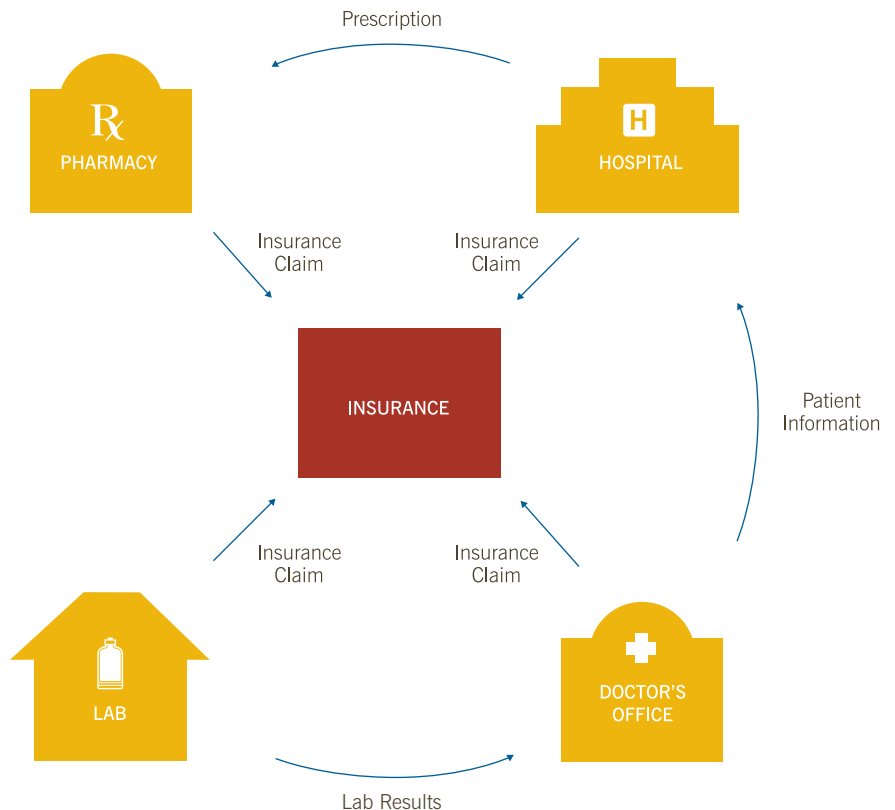 Prescription
Rx
PHARMACY
H
HOSPITAL
Insurance
Claim
Insurance
Claim
INSURANCE
Patient
Information
Insurance
Claim
Insurance
Claim
LAB
DOCTOR'S
OFFICE
Lab Results